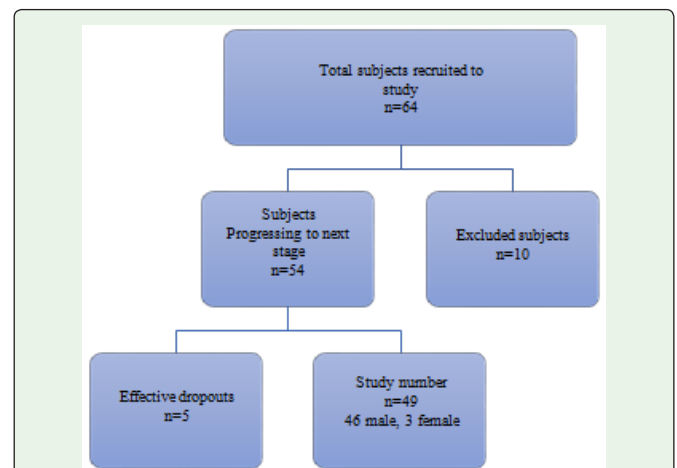 Total subjects recruited to
study
n=64
Subjects
Progressing to next
stage
n=54
Excluded subjects
n=10
Effective dropouts
n=5
Study number
n=49
46 male, 3 female